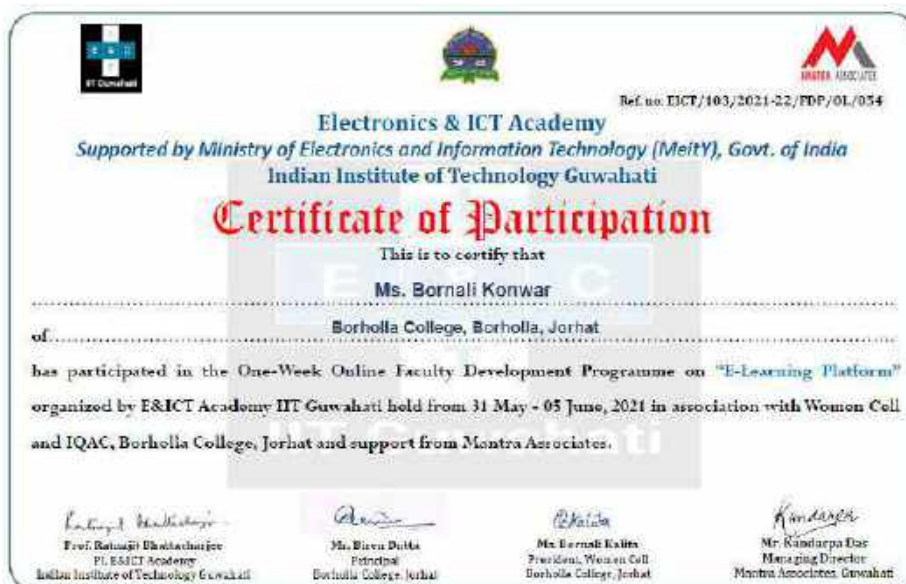 E & C
IIT Guwahati
MANTRA ASSOCIATES
Ref. no: EICT/103/2021-22/FDP/OL/034
Electronics & ICT Academy
Supported by Ministry of Electronics and Information Technology (MeitY), Govt. of India
Indian Institute of Technology Guwahati
Certificate of Participation
This is to certify that
Ms. Bornali Konwar
of Borholla College, Borholla, Jorhat
has participated in the One-Week Online Faculty Development Programme on "E-Learning Platform"
organized by E&ICT Academy IIT Guwahati held from 31 May - 05 June, 2021 in association with Women Cell
and IQAC, Borholla College, Jorhat and support from Mantra Associates.
E C
IIT Guwahati
Kandarpa
Prof. Ratnajit Bhattacharjee
PI, E&ICT Academy
Indian Institute of Technology Guwahati
Mr. Biren Dutta
Principal
Borholla College, Jorhat
Ms. Bornali Kalita
President, Women Cell
Borholla College, Jorhat
Mr. Kandarpa Das
Managing Director
Mantra Associates, Guwahati